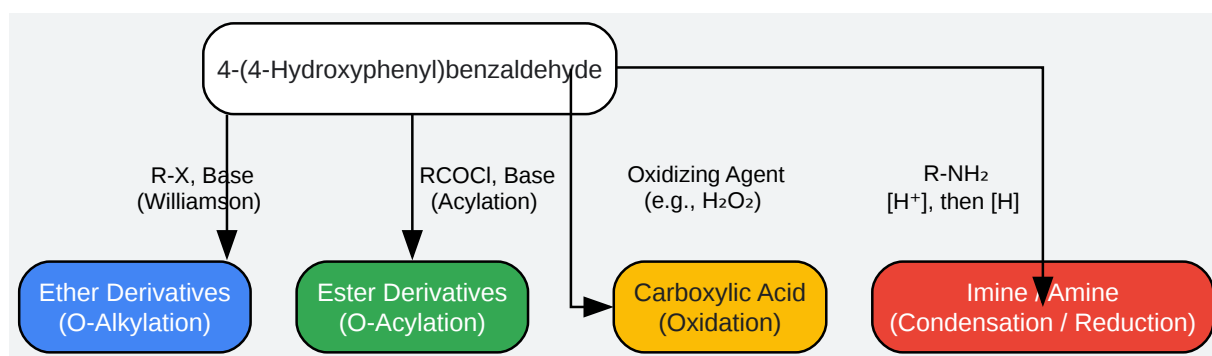 4-(4-Hydroxyphenyl)benzaldehyde
R-X, Base
(Williamson)
RCOCl, Base
(Acylation)
Oxidizing Agent
(e.g., H₂O₂)
R-NH₂
[H⁺], then [H]
Ether Derivatives
(O-Alkylation)
Ester Derivatives
(O-Acylation)
Carboxylic Acid
(Oxidation)
Imine / Amine
(Condensation / Reduction)